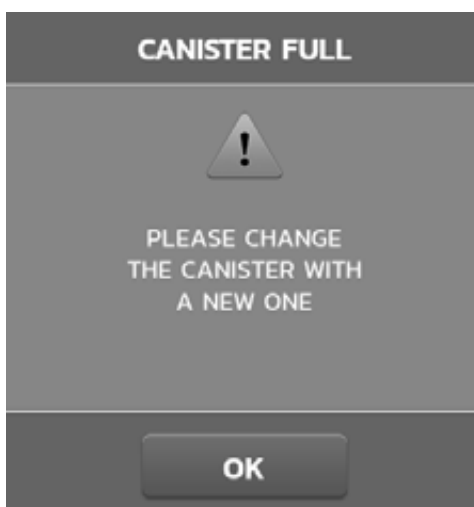 CANISTER FULL
!
PLEASE CHANGE
THE CANISTER WITH
A NEW ONE
OK